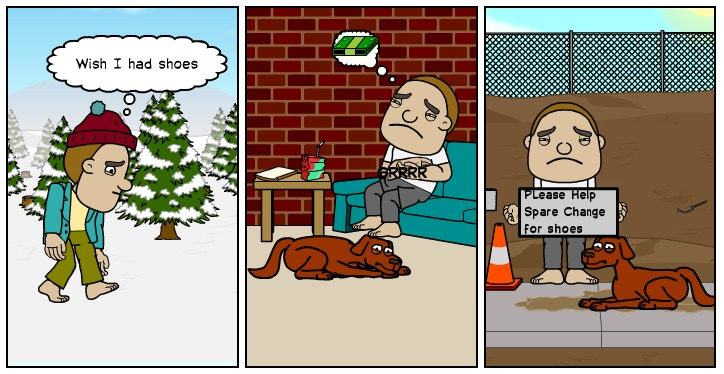 Wish I had shoes
GRRRR
PLease Help
Spare Change
for shoes